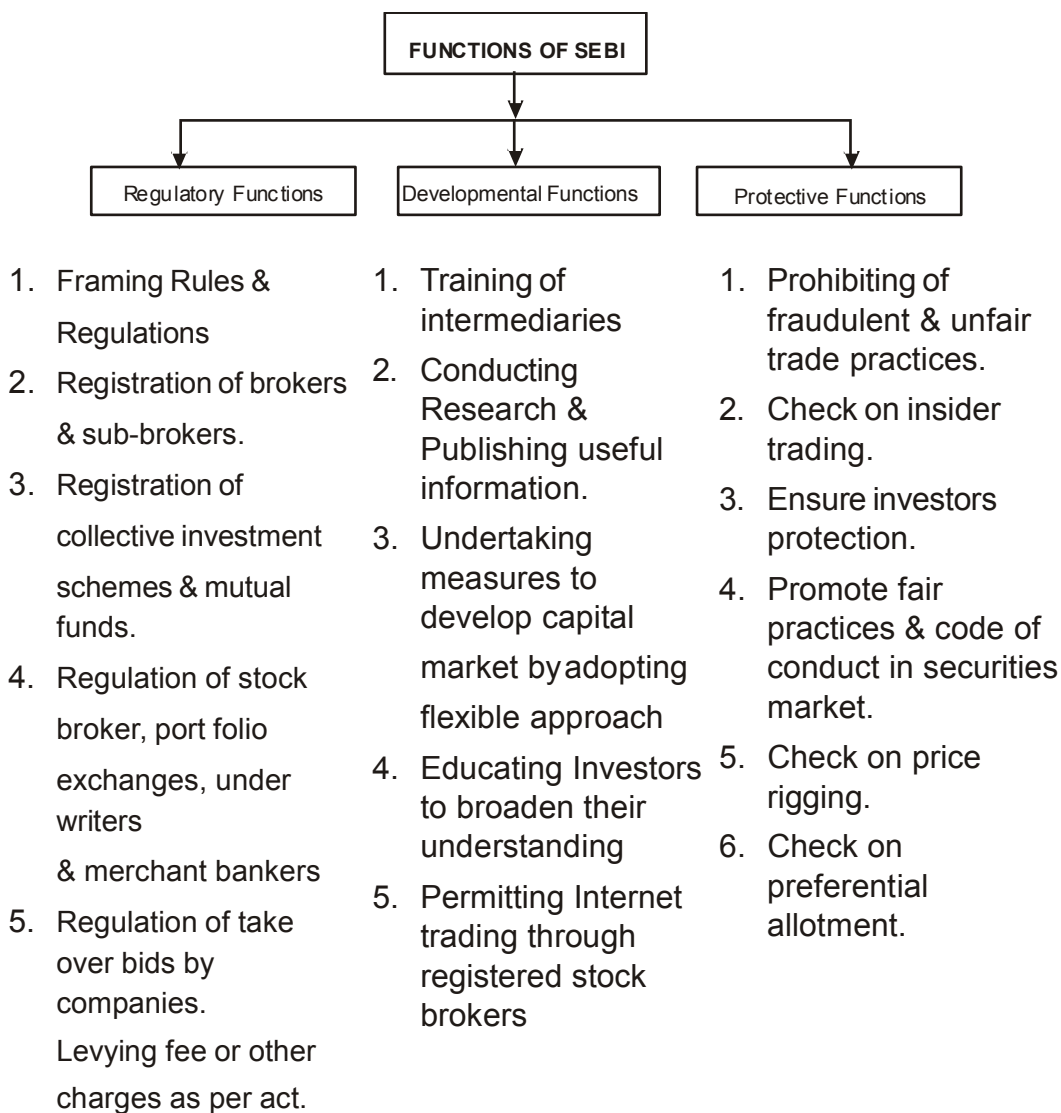 FUNCTIONS OF SEBI
Regulatory Functions
Developmental Functions
Protective Functions
1. Framing Rules &
Regulations
2. Registration of brokers
& sub-brokers.
3. Registration of
collective investment
schemes & mutual
funds.
4. Regulation of stock
broker, port folio
exchanges, under
writers
& merchant bankers
5. Regulation of take
over bids by
companies.
Levying fee or other
charges as per act.
1. Training of
intermediaries
2. Conducting
Research &
Publishing useful
information.
3. Undertaking
measures to
develop capital
market by adopting
flexible approach
4. Educating Investors
to broaden their
understanding
5. Permitting Internet
trading through
registered stock
brokers
1. Prohibiting of
fraudulent & unfair
trade practices.
2. Check on insider
trading.
3. Ensure investors
protection.
4. Promote fair
practices & code of
conduct in securities
market.
5. Check on price
rigging.
6. Check on
preferential
allotment.